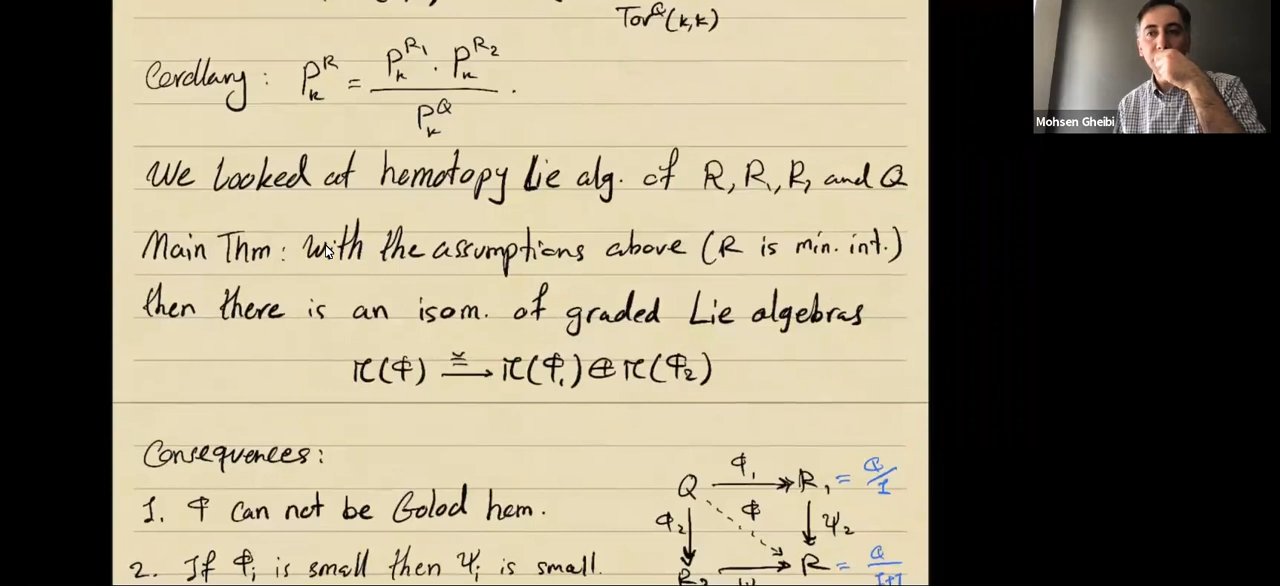 Tor^Q(k,k)
Mohsen Gheibi
Corollary: P_k^R = P_k^{R_1} · P_k^{R_2} / P_k^Q .
We looked at homotopy Lie alg. of R, R_1, R_2 and Q
Main Thm: with the assumptions above (R is min. int.)
then there is an isom. of graded Lie algebras
π(φ) ≅→ π(φ_1) ⊕ π(φ_2)
Consequences:
Q φ_1 →→ R_1 = Q/I
1. φ can not be Golod hom.
φ_2 φ ψ_2
2. If φ_i is small then ψ_i is small.
R_2 → R = Q/I+J